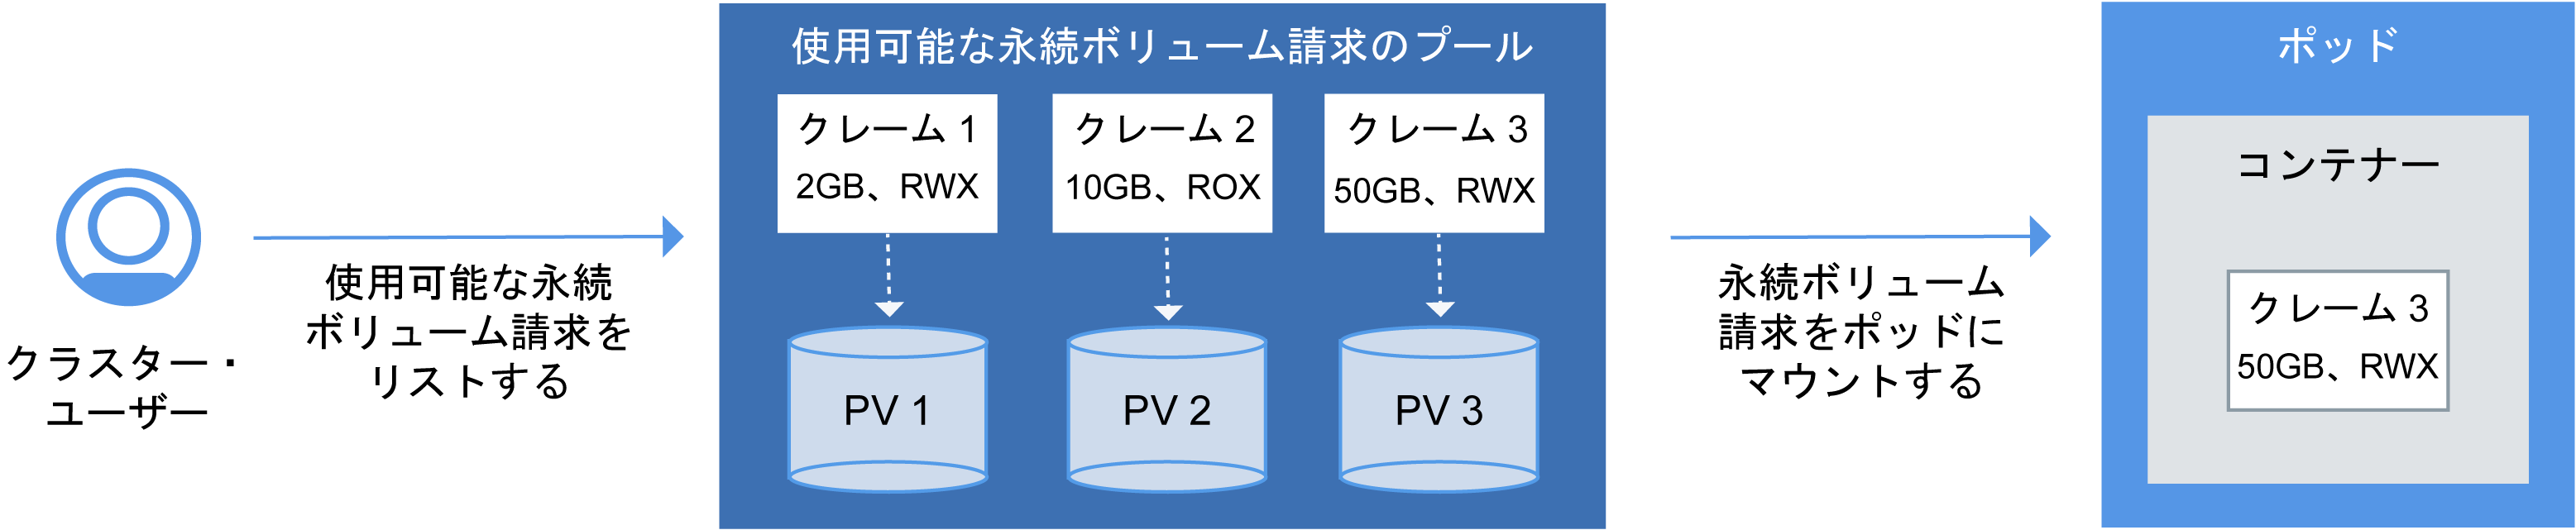 クラスター・
ユーザー
使用可能な永続
ボリューム請求を
リストする
使用可能な永続ボリューム請求のプール
クレーム 1
2GB、RWX
クレーム 2
10GB、ROX
クレーム 3
50GB、RWX
PV 1
PV 2
PV 3
永続ボリューム
請求をポッドに
マウントする
ポッド
コンテナー
クレーム 3
50GB、RWX